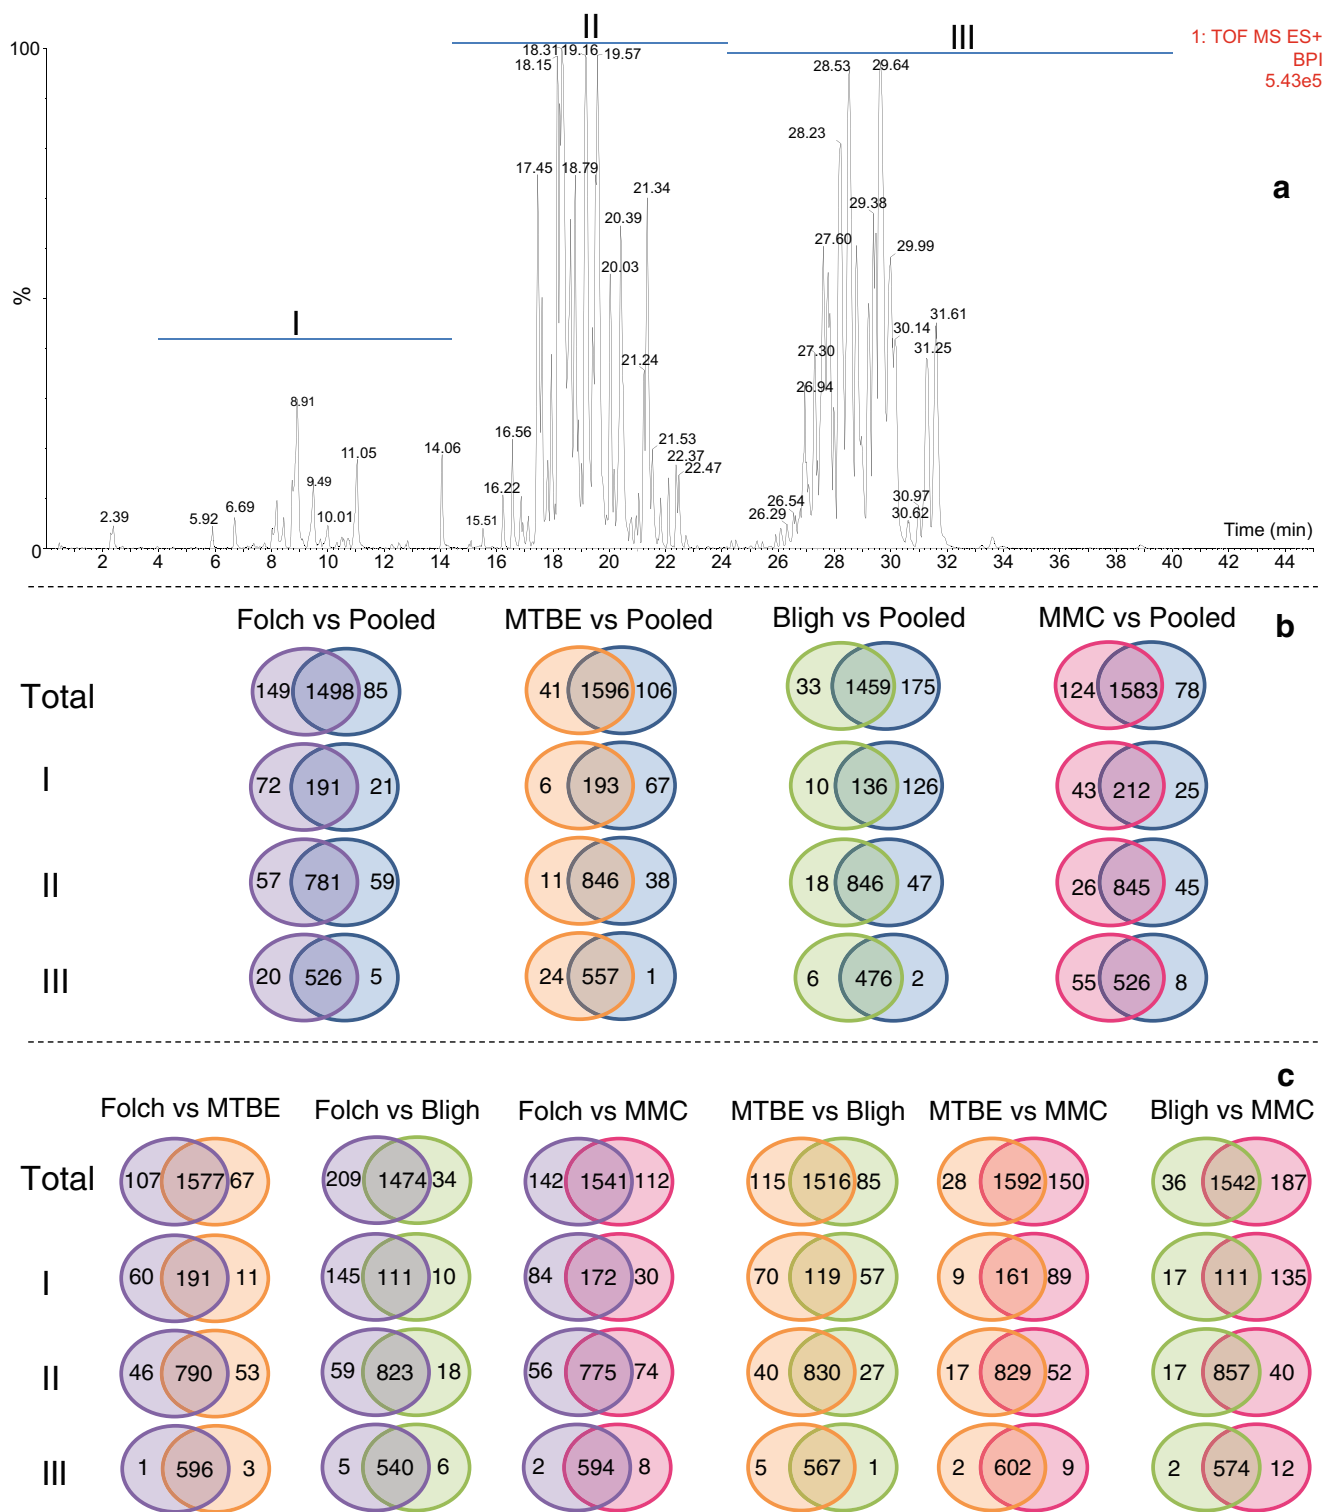 II
III
1: TOF MS ES+
BPI
5.43e5
100
18.31 19.16 19.57
18.15
28.53 29.64
28.23
17.45 18.79
a
21.34
29.38
20.39
27.60
29.99
20.03
%
I
30.14 31.61
21.24
27.30
31.25
26.94
8.91
16.56
21.53
11.05
14.06
22.37
22.47
9.49
16.22
26.54
30.97
6.69
5.92
10.01
15.51
26.29
30.62
2.39
Time (min)
0
2 4 6 8 10 12 14 16 18 20 22 24 26 28 30 32 34 36 38 40 42 44
Folch vs Pooled MTBE vs Pooled Bligh vs Pooled MMC vs Pooled b
Total 149 1498 85 41 1596 106 33 1459 175 124 1583 78
I 72 191 21 6 193 67 10 136 126 43 212 25
II 57 781 59 11 846 38 18 846 47 26 845 45
III 20 526 5 24 557 1 6 476 2 55 526 8
c
Folch vs MTBE Folch vs Bligh Folch vs MMC MTBE vs Bligh MTBE vs MMC Bligh vs MMC
Total 107 1577 67 209 1474 34 142 1541 112 115 1516 85 28 1592 150 36 1542 187
I 60 191 11 145 111 10 84 172 30 70 119 57 9 161 89 17 111 135
II 46 790 53 59 823 18 56 775 74 40 830 27 17 829 52 17 857 40
III 1 596 3 5 540 6 2 594 8 5 567 1 2 602 9 2 574 12